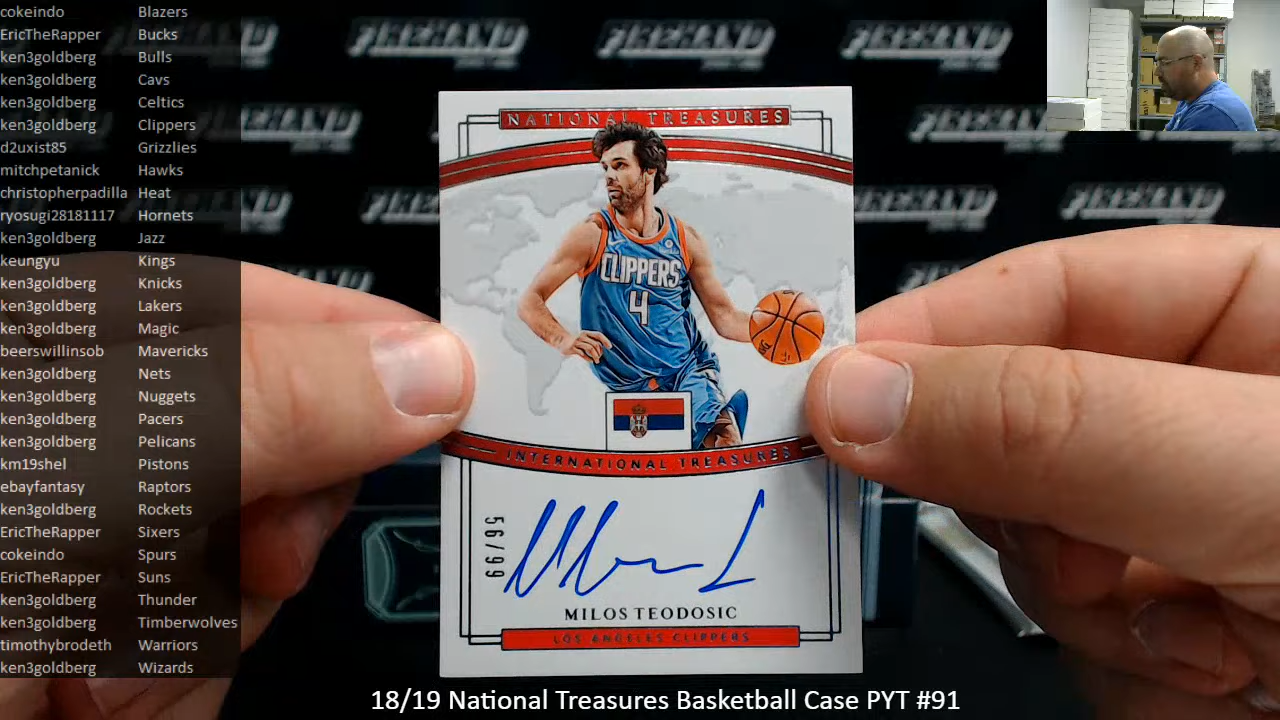 cokeindo Blazers
EricTheRapper Bucks
ken3goldberg Bulls
ken3goldberg Cavs
ken3goldberg Celtics
ken3goldberg Clippers
d2uxist85 Grizzlies
mitchpetanick Hawks
christopherpadilla Heat
ryosugi28181117 Hornets
ken3goldberg Jazz
keungyu Kings
ken3goldberg Knicks
ken3goldberg Lakers
ken3goldberg Magic
beerswillinsob Mavericks
ken3goldberg Nets
ken3goldberg Nuggets
ken3goldberg Pacers
ken3goldberg Pelicans
km19shel Pistons
ebayfantasy Raptors
ken3goldberg Rockets
EricTheRapper Sixers
cokeindo Spurs
EricTheRapper Suns
ken3goldberg Thunder
ken3goldberg Timberwolves
timothybrodeth Warriors
ken3goldberg Wizards
NATIONAL TREASURES
CLIPPERS
4
INTERNATIONAL TREASURES
56/99
MILOS TEODOSIC
LOS ANGELES CLIPPERS
18/19 National Treasures Basketball Case PYT #91